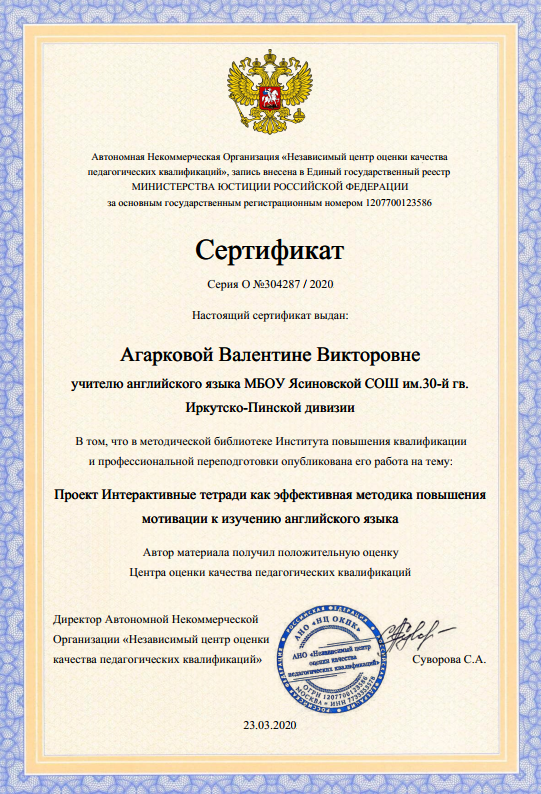 Автономная Некоммерческая Организация «Независимый центр оценки качества
педагогических квалификаций», запись внесена в Единый государственный реестр
МИНИСТЕРСТВА ЮСТИЦИИ РОССИЙСКОЙ ФЕДЕРАЦИИ
за основным государственным регистрационным номером 1207700123586
Сертификат
Серия О №304287 / 2020
Настоящий сертификат выдан:
Агарковой Валентине Викторовне
учителю английского языка МБОУ Ясиновской СОШ им.30-й гв.
Иркутско-Пинской дивизии
В том, что в методической библиотеке Института повышения квалификации
и профессиональной переподготовки опубликована его работа на тему:
Проект Интерактивные тетради как эффективная методика повышения
мотивации к изучению английского языка
Автор материала получил положительную оценку
Центра оценки качества педагогических квалификаций
Директор Автономной Некоммерческой
Организации «Независимый центр оценки
качества педагогических квалификаций»
АНО «НЦ ОКПК»
АНО «Независимый центр
оценки качества
педагогических квалификаций»
ОГРН 1207700123586
МОСКВА
Суворова С.А.
23.03.2020